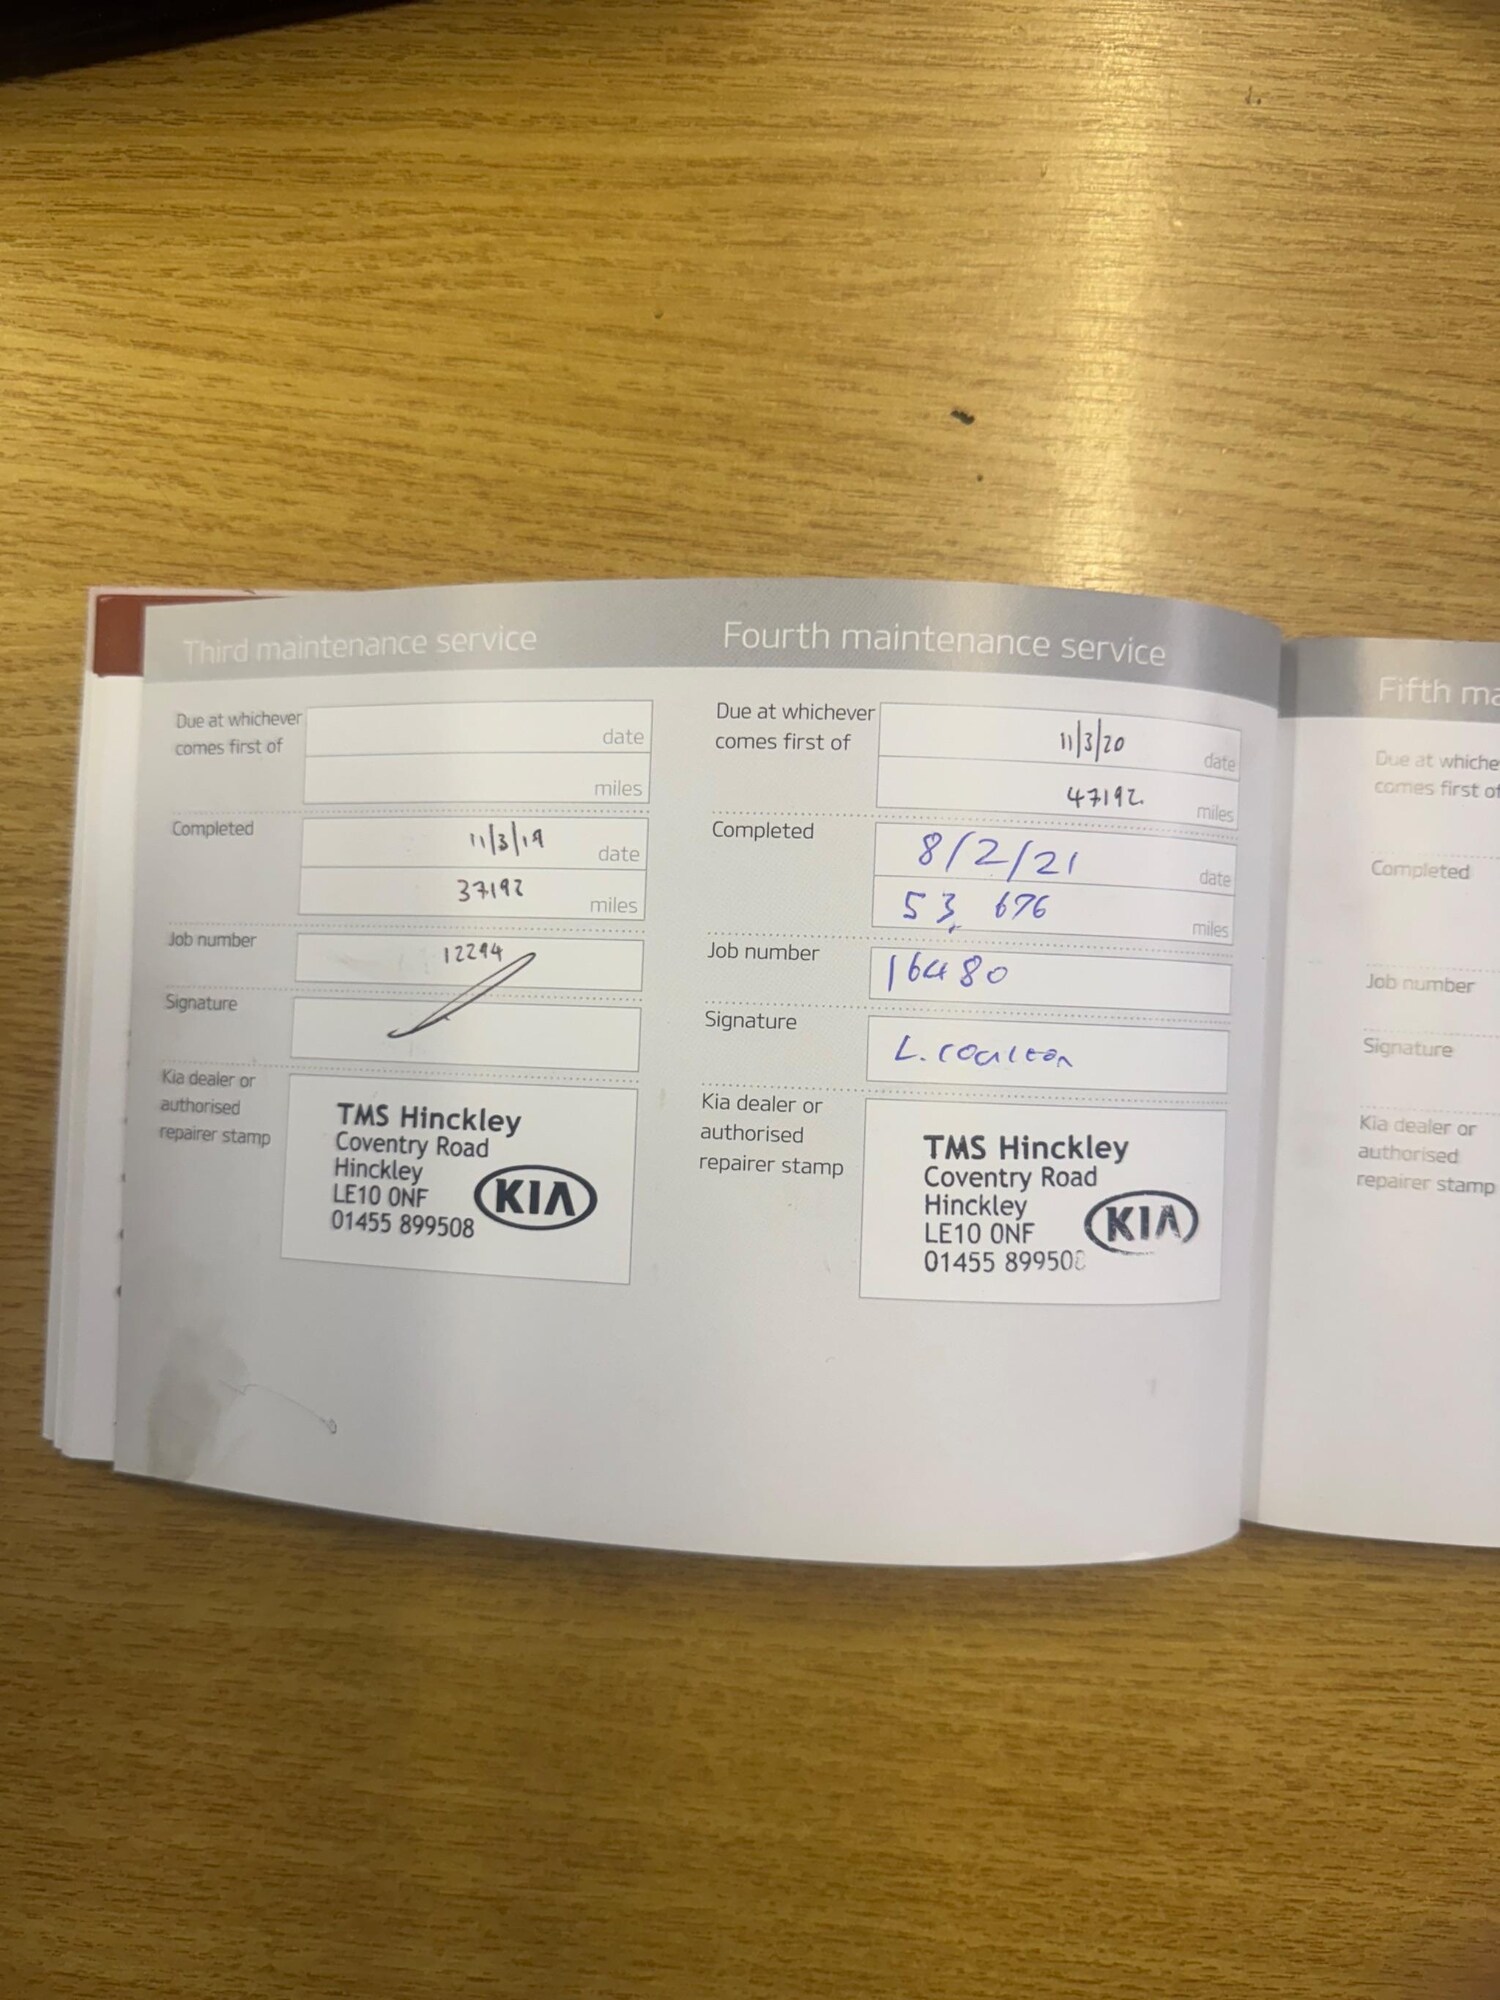 Third maintenance service
Due at whichever
comes first of
date
miles
Completed
11/3/19
date
37192
miles
Job number
12294
Signature
Kia dealer or
authorised
repairer stamp
TMS Hinckley
Coventry Road
Hinckley
LE10 0NF
01455 899508
KIA
Fourth maintenance service
Due at whichever
comes first of
11/3/20
date
47192.
miles
Completed
8/2/21
date
53,676
miles
Job number
16480
Signature
L. Coulton
Kia dealer or
authorised
repairer stamp
TMS Hinckley
Coventry Road
Hinckley
LE10 0NF
01455 899508
KIA
Fifth ma
Due at whiche
comes first of
Completed
Job number
Signature
Kia dealer or
authorised
repairer stamp